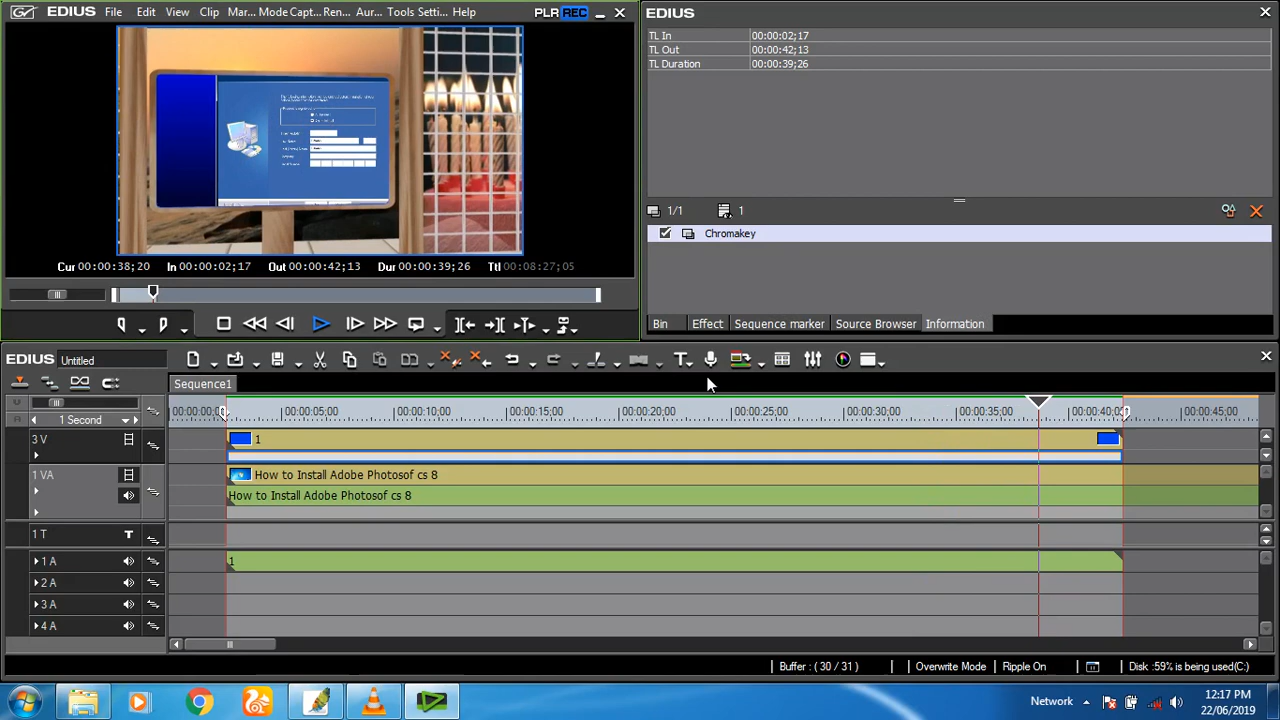 EDIUS File Edit View Clip Mar... Mode Capt... Ren... Aur... Tools Setti... Help PLR REC
Cur 00:00:38;20 In 00:00:02;17 Out 00:00:42;13 Dur 00:00:39;26 Ttl 00:08:27;05
EDIUS
TL In 00:00:02;17
TL Out 00:00:42;13
TL Duration 00:00:39;26
1/1 1
Chromakey
Bin Effect Sequence marker Source Browser Information
EDIUS Untitled
Sequence1
1 Second
00:00:00;00 00:00:05;00 00:00:10;00 00:00:15;00 00:00:20;00 00:00:25;00 00:00:30;00 00:00:35;00 00:00:40;00 00:00:45;00
3 V 1
1 VA How to Install Adobe Photosof cs 8
How to Install Adobe Photosof cs 8
1 T T
1 A 1
2 A
3 A
4 A
Buffer : ( 30 / 31 ) Overwrite Mode Ripple On Disk :59% is being used(C:)
Network 12:17 PM
22/06/2019